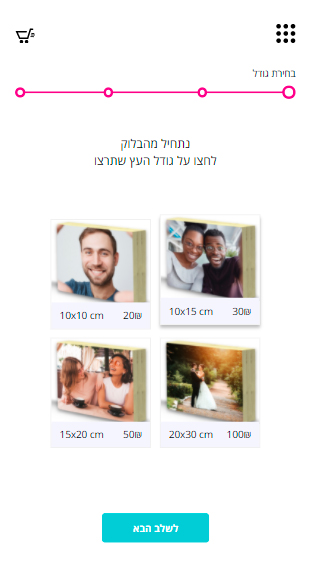 בחירת גודל
נתחיל מהבלוק
לחצו על גודל העץ שתרצו
10x10 cm 20₪
10x15 cm 30₪
15x20 cm 50₪
20x30 cm 100₪
לשלב הבא